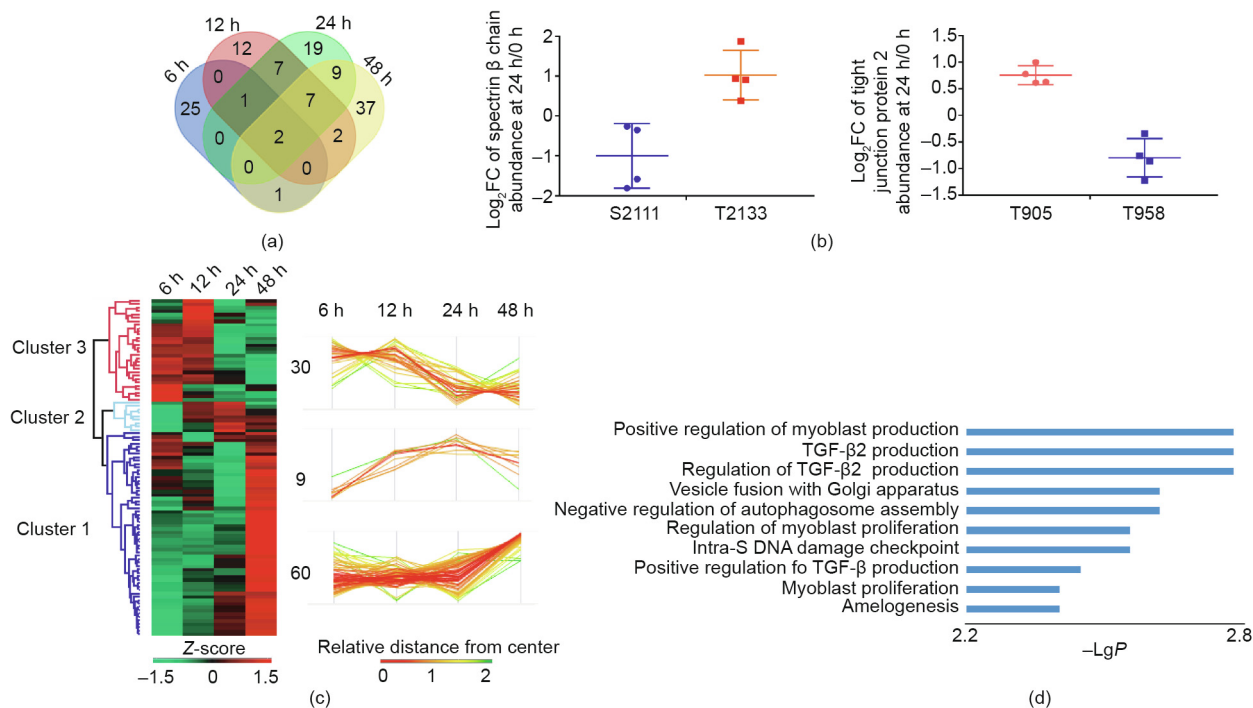 12 h
24 h
6 h
48 h
12
19
0
7
9
25
1
7
37
0
2
2
0
0
1
(a)
Log2FC of spectrin β chain
abundance at 24 h/0 h
2
1
0
–1
–2
S2111
T2133
Log2FC of tight
junction protein 2
abundance at 24 h/0 h
1.5
1.0
0.5
0
–0.5
–1.0
–1.5
T905
T958
(b)
6 h
12 h
24 h
48 h
Cluster 3
Cluster 2
Cluster 1
Z-score
–1.5
0
1.5
6 h
12 h
24 h
48 h
30
9
60
Relative distance from center
0
1
2
(c)
Positive regulation of myoblast production
TGF-β2 production
Regulation of TGF-β2 production
Vesicle fusion with Golgi apparatus
Negative regulation of autophagosome assembly
Regulation of myoblast proliferation
Intra-S DNA damage checkpoint
Positive regulation fo TGF-β production
Myoblast proliferation
Amelogenesis
2.2
2.8
–LgP
(d)